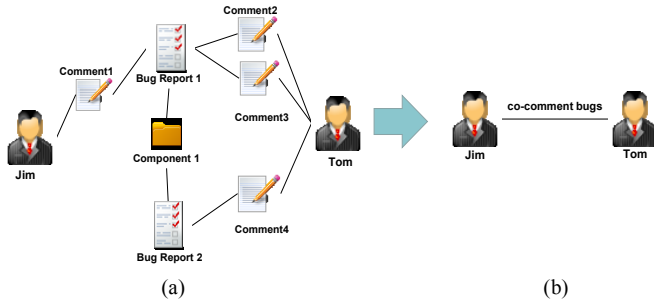 Comment2
Comment1
Bug Report 1
Comment3
co-comment bugs
Component 1
Jim
Tom
Jim
Tom
Comment4
Bug Report 2
(a)
(b)